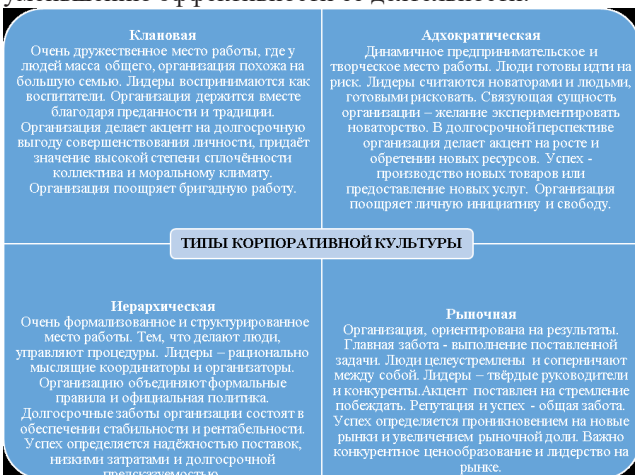 уменьшению эффективности ее деятельности.
Клановая
Очень дружественное место работы, где у
людей масса общего, организация похожа на
большую семью. Лидеры воспринимаются как
воспитатели. Организация держится вместе
благодаря преданности и традиции.
Организация делает акцент на долгосрочную
выгоду совершенствования личности, придаёт
значение высокой степени сплочённости
коллектива и моральному климату.
Организация поощряет бригадную работу.
Адхократическая
Динамичное предпринимательское и
творческое место работы. Люди готовы идти на
риск. Лидеры считаются новаторами и людьми,
готовыми рисковать. Связующая сущность
организации – желание экспериментировать
новаторство. В долгосрочной перспективе
организация делает акцент на росте и
обретении новых ресурсов. Успех -
производство новых товаров или
предоставление новых услуг. Организация
поощряет личную инициативу и свободу.
ТИПЫ КОРПОРАТИВНОЙ КУЛЬТУРЫ
Иерархическая
Очень формализованное и структурированное
место работы. Тем, что делают люди,
управляют процедуры. Лидеры – рационально
мыслящие координаторы и организаторы.
Организацию объединяют формальные
правила и официальная политика.
Долгосрочные заботы организации состоят в
обеспечении стабильности и рентабельности.
Успех определяется надёжностью поставок,
низкими затратами и долгосрочной
предсказуемостью
Рыночная
Организация, ориентирована на результаты.
Главная забота - выполнение поставленной
задачи. Люди целеустремлены и соперничают
между собой. Лидеры – твёрдые руководители
и конкуренты.Акцент поставлен на стремление
побеждать. Репутация и успех - общая забота.
Успех определяется проникновением на новые
рынки и увеличением рыночной доли. Важно
конкурентное ценообразование и лидерство на
рынке.